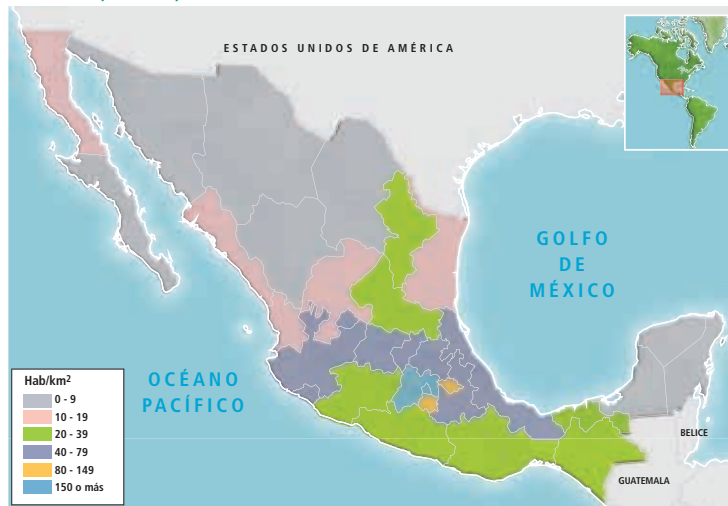 ESTADOS UNIDOS DE AMÉRICA
GOLFO
DE
MÉXICO
OCÉANO
PACÍFICO
BELICE
GUATEMALA
Hab/km²
0 - 9
10 - 19
20 - 39
40 - 79
80 - 149
150 o más